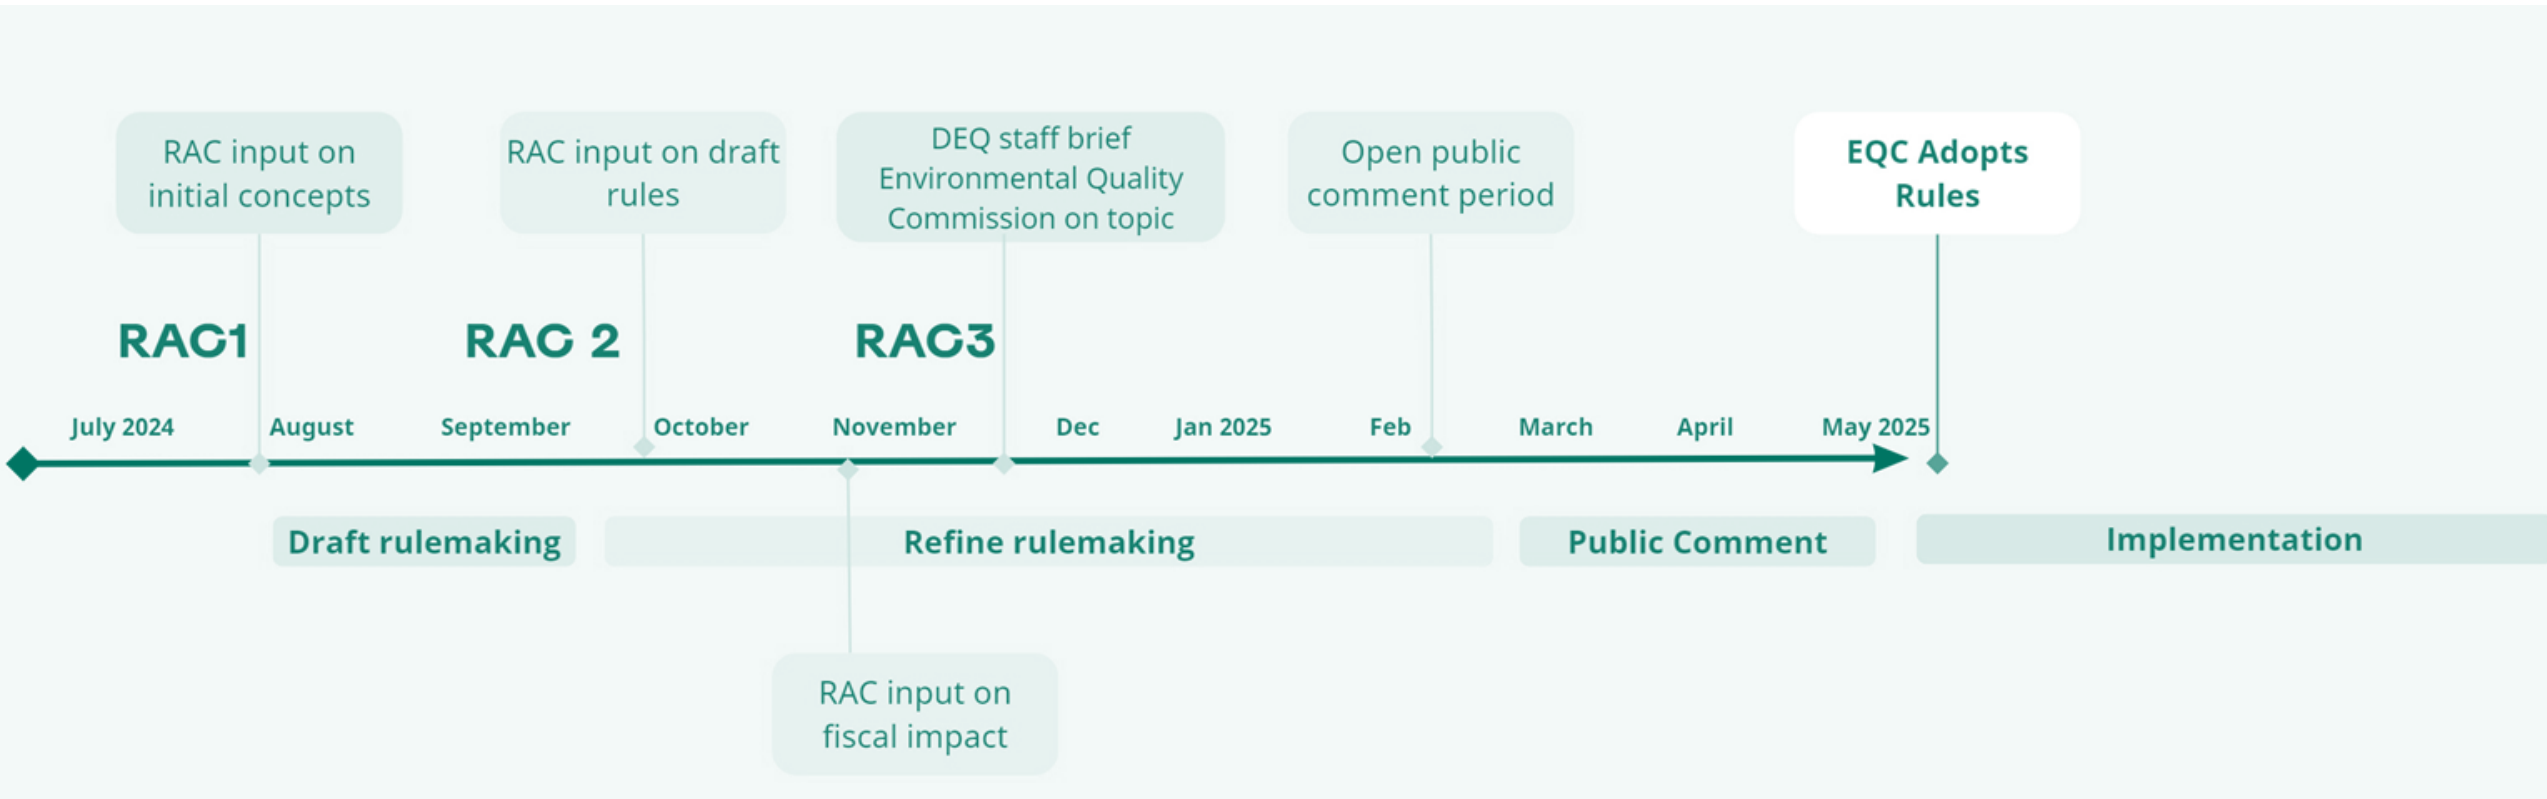 RAC input on
initial concepts
RAC input on draft
rules
DEQ staff brief
Environmental Quality
Commission on topic
Open public
comment period
EQC Adopts
Rules
RAC1
RAC 2
RAC3
July 2024
August
September
October
November
Dec
Jan 2025
Feb
March
April
May 2025
Draft rulemaking
Refine rulemaking
Public Comment
Implementation
RAC input on
fiscal impact